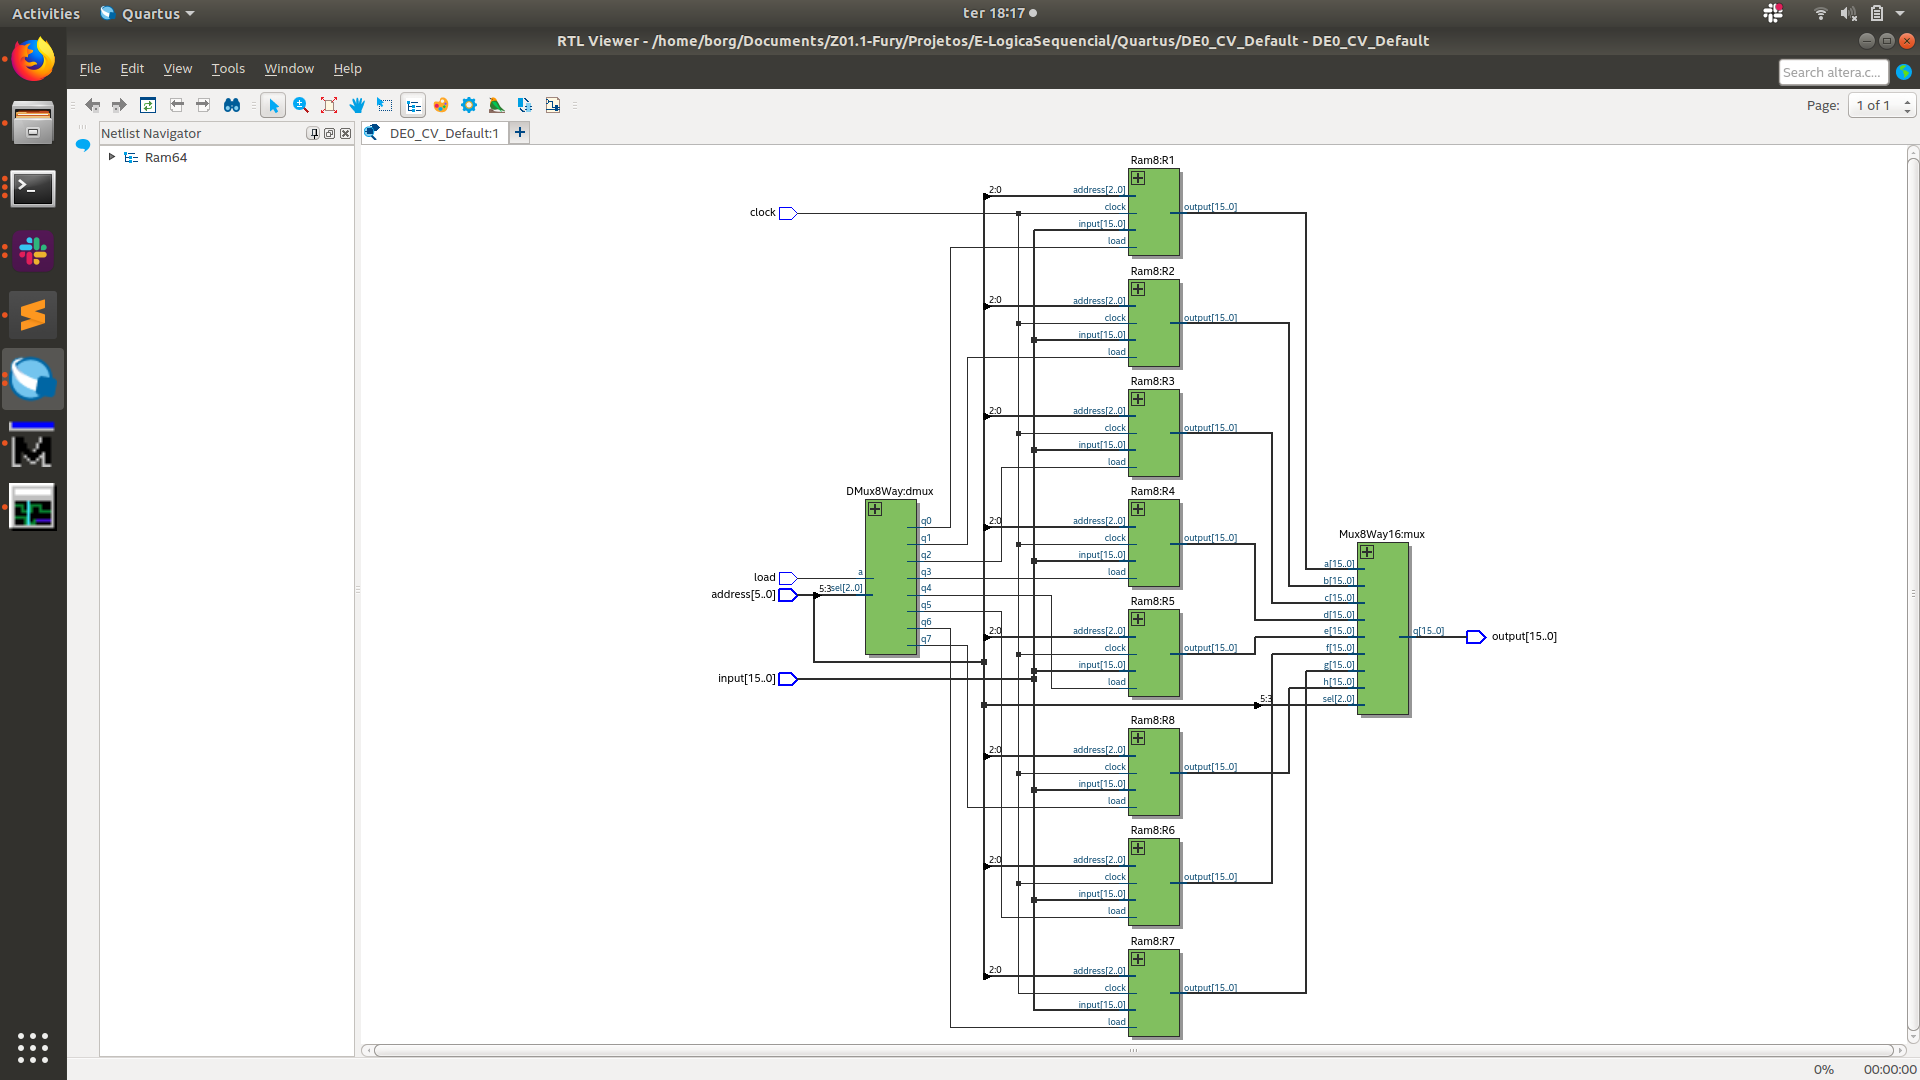 Activities
Quartus
ter 18:17
RTL Viewer - /home/borg/Documents/Z01.1-Fury/Projetos/E-LogicaSequencial/Quartus/DE0_CV_Default - DE0_CV_Default
File Edit View Tools Window Help
Search altera.c...
Page: 1 of 1
Netlist Navigator
DE0_CV_Default:1
Ram64
Ram8:R1
2:0
address[2..0]
clock
clock
output[15..0]
input[15..0]
load
Ram8:R2
2:0
address[2..0]
clock
output[15..0]
input[15..0]
load
Ram8:R3
2:0
address[2..0]
clock
output[15..0]
input[15..0]
load
DMux8Way:dmux
q0
q1
q2
q3
q4
q5
q6
q7
load
a
address[5..0]
5:3
sel[2..0]
input[15..0]
Ram8:R4
2:0
address[2..0]
clock
output[15..0]
input[15..0]
load
Ram8:R5
2:0
address[2..0]
clock
output[15..0]
input[15..0]
load
Mux8Way16:mux
a[15..0]
b[15..0]
c[15..0]
d[15..0]
e[15..0]
f[15..0]
g[15..0]
h[15..0]
5:3
sel[2..0]
q[15..0]
output[15..0]
Ram8:R8
2:0
address[2..0]
clock
output[15..0]
input[15..0]
load
Ram8:R6
2:0
address[2..0]
clock
output[15..0]
input[15..0]
load
Ram8:R7
2:0
address[2..0]
clock
output[15..0]
input[15..0]
load
0% 00:00:00